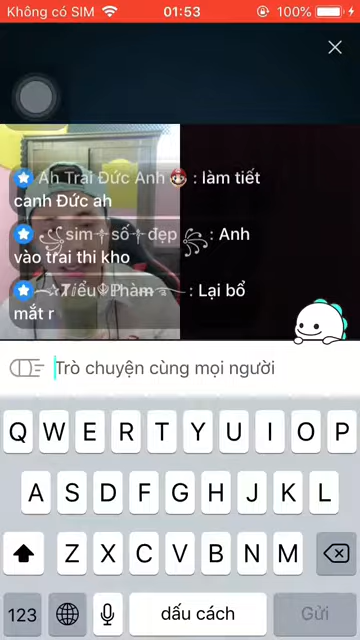 Không có SIM 01:53 100%
Ah Trai Đức Anh : làm tiết
canh Đức ah
sim số đẹp : Anh
vào trai thi kho
Tiểu Phàm : Lại bổ
mắt r
Trò chuyện cùng mọi người
Q W E R T Y U I O P
A S D F G H J K L
Z X C V B N M
123 dấu cách Gửi